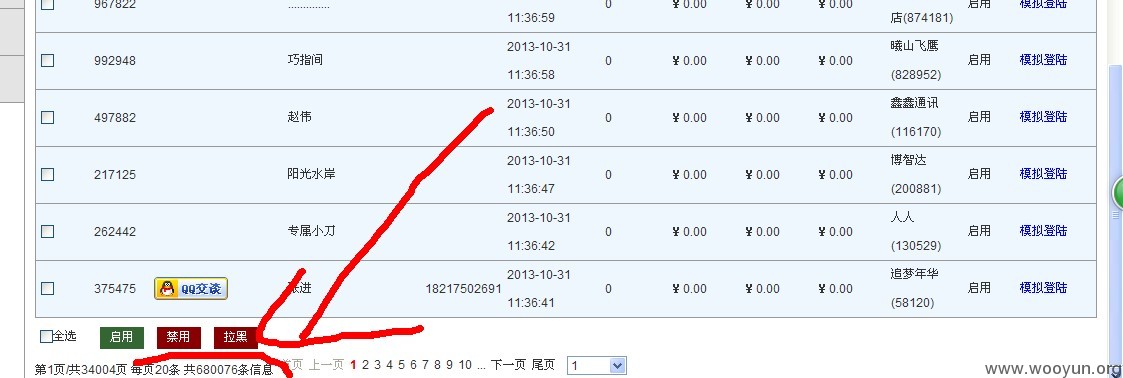 967822 ............. 11:36:59 0 ¥ 0.00 ¥ 0.00 ¥ 0.00 店(874181) 启用 模拟登陆
992948 巧指间 2013-10-31 0 ¥ 0.00 ¥ 0.00 ¥ 0.00 曦山飞鹰 启用 模拟登陆
11:36:58 (828952)
497882 赵伟 2013-10-31 0 ¥ 0.00 ¥ 0.00 ¥ 0.00 鑫鑫通讯 启用 模拟登陆
11:36:50 (116170)
217125 阳光水岸 2013-10-31 0 ¥ 0.00 ¥ 0.00 ¥ 0.00 博智达 启用 模拟登陆
11:36:47 (200881)
262442 专属小刀 2013-10-31 0 ¥ 0.00 ¥ 0.00 ¥ 0.00 人人 启用 模拟登陆
11:36:42 (130529)
375475 QQ交谈 张进 18217502691 2013-10-31 0 ¥ 0.00 ¥ 0.00 ¥ 0.00 追梦年华 启用 模拟登陆
11:36:41 (58120)
全选 启用 禁用 拉黑
第1页/共34004页 每页20条 共680076条信息 首页 上一页 1 2 3 4 5 6 7 8 9 10 ... 下一页 尾页 1
www.wooyun.org